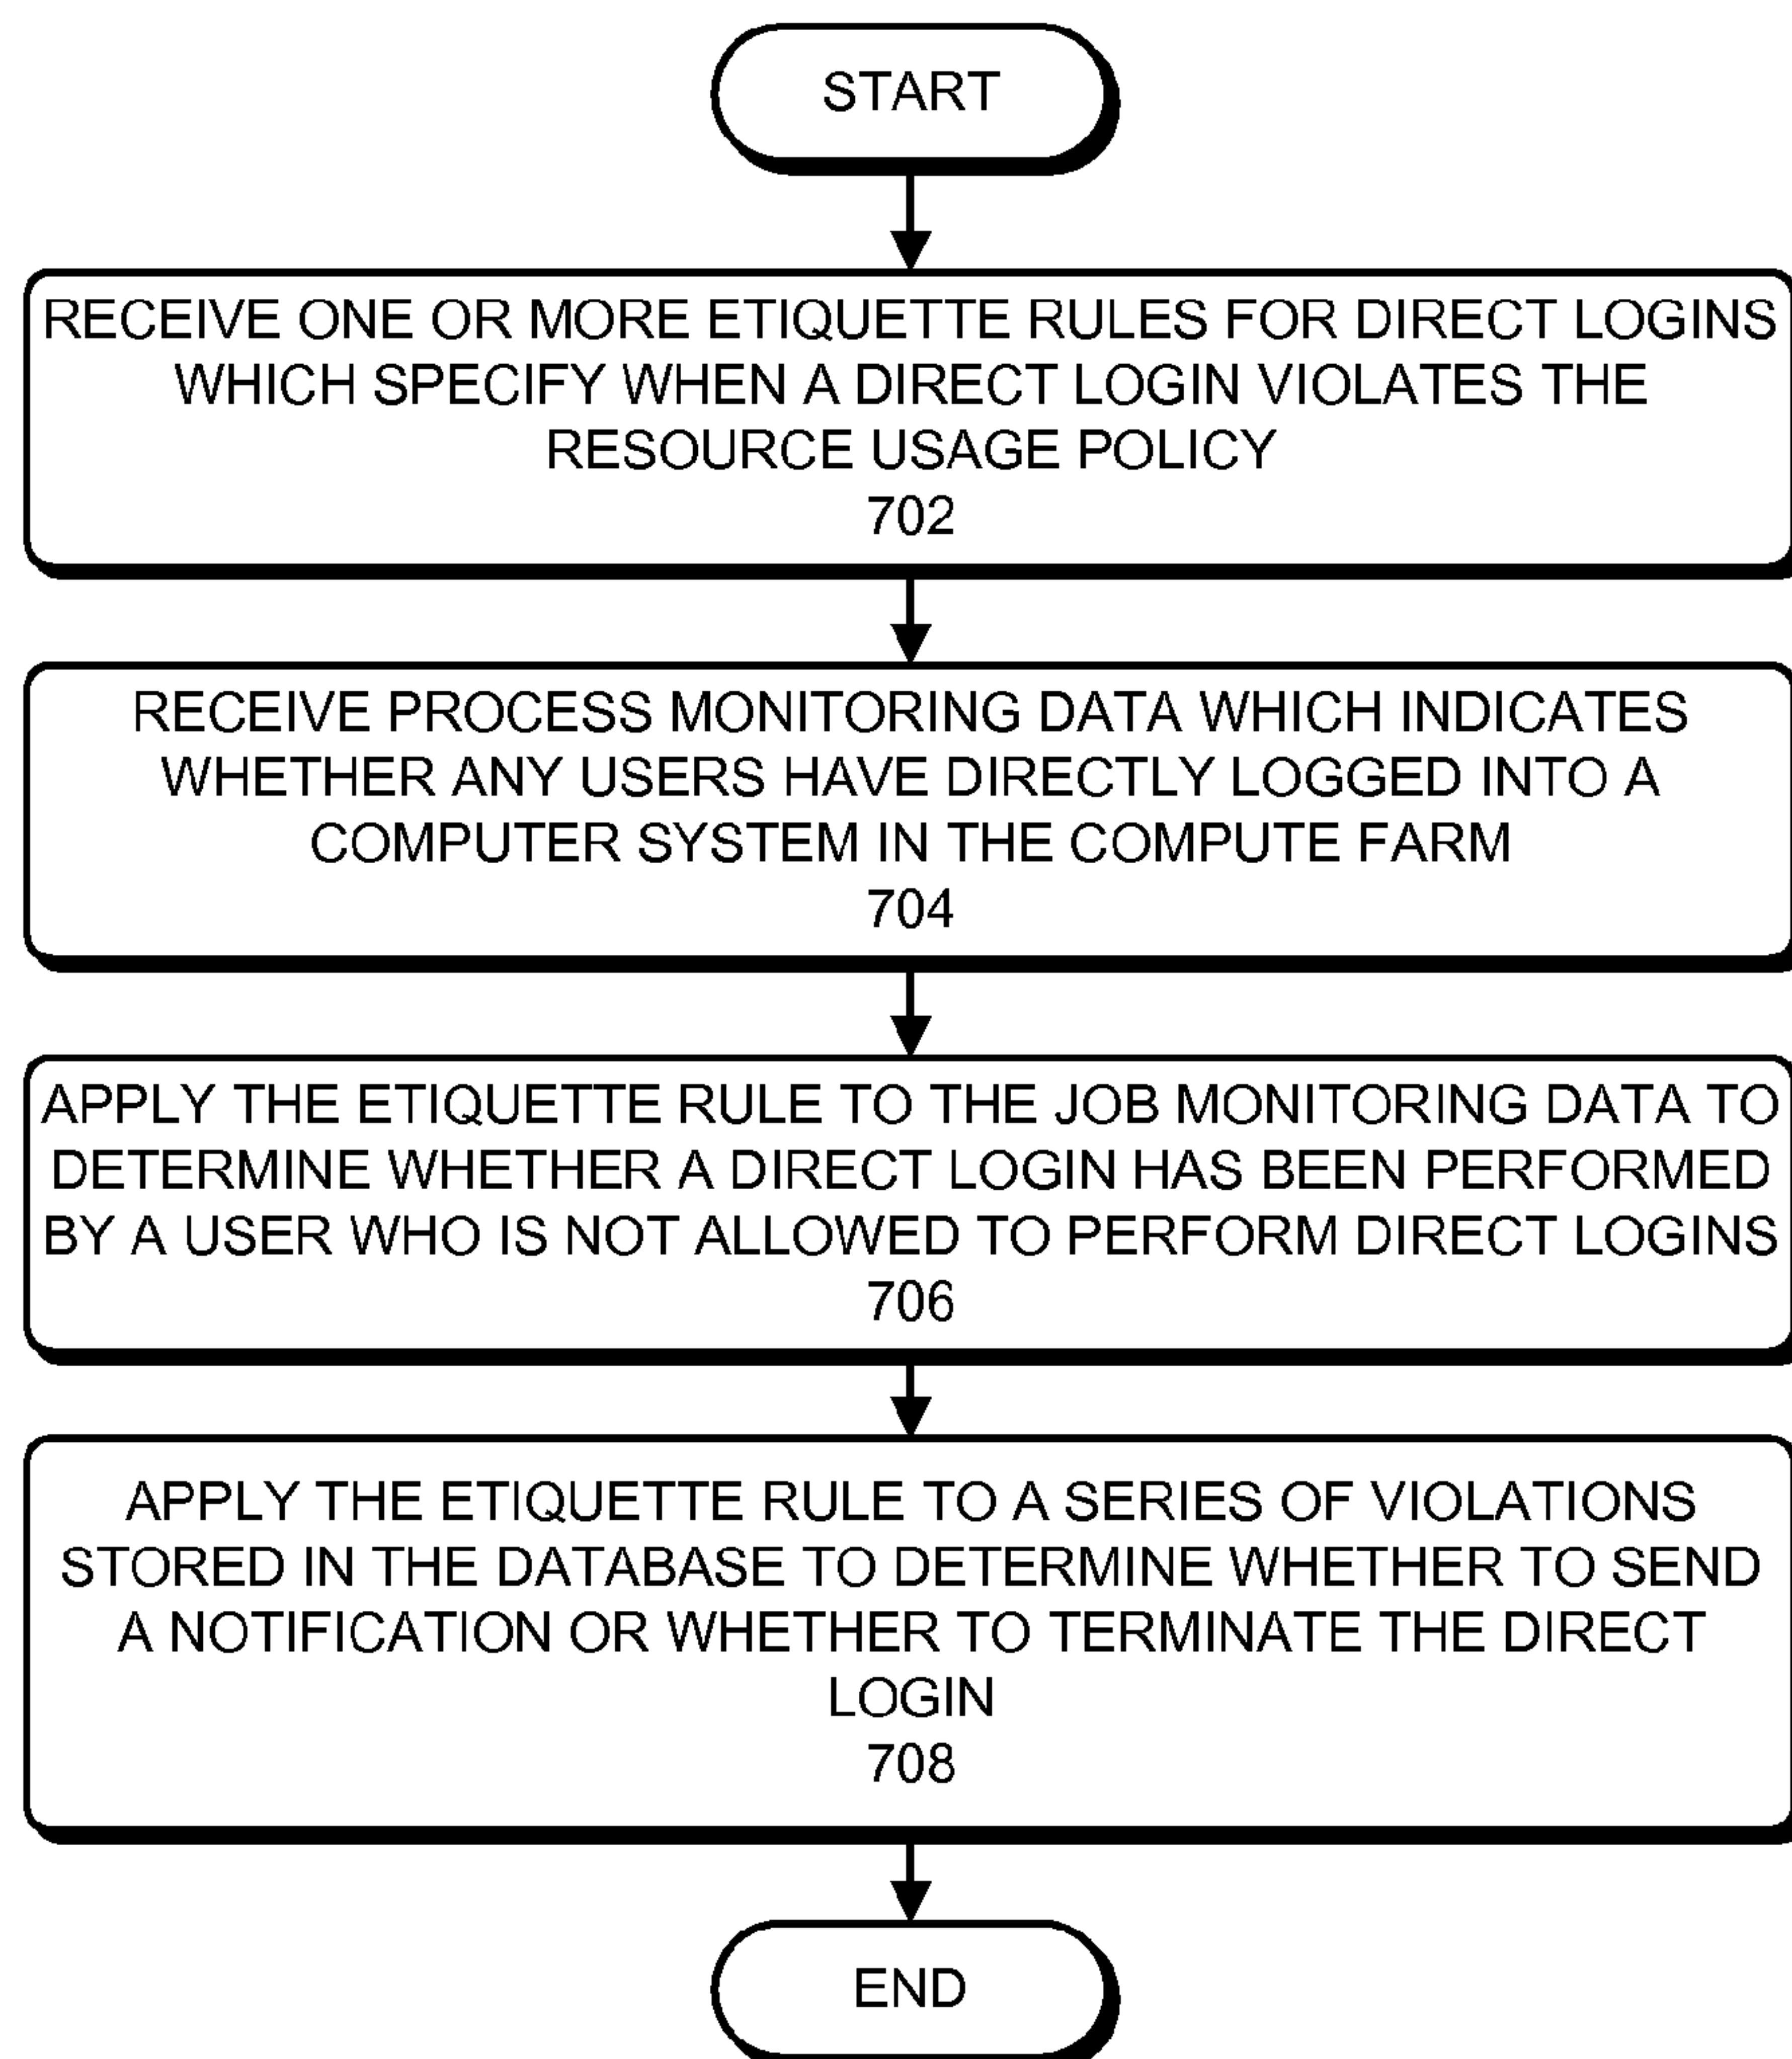 START
RECEIVE ONE OR MORE ETIQUETTE RULES FOR DIRECT LOGINS
WHICH SPECIFY WHEN A DIRECT LOGIN VIOLATES THE
RESOURCE USAGE POLICY
702
RECEIVE PROCESS MONITORING DATA WHICH INDICATES
WHETHER ANY USERS HAVE DIRECTLY LOGGED INTO A
COMPUTER SYSTEM IN THE COMPUTE FARM
704
APPLY THE ETIQUETTE RULE TO THE JOB MONITORING DATA TO
DETERMINE WHETHER A DIRECT LOGIN HAS BEEN PERFORMED
BY A USER WHO IS NOT ALLOWED TO PERFORM DIRECT LOGINS
706
APPLY THE ETIQUETTE RULE TO A SERIES OF VIOLATIONS
STORED IN THE DATABASE TO DETERMINE WHETHER TO SEND
A NOTIFICATION OR WHETHER TO TERMINATE THE DIRECT
LOGIN
708
END